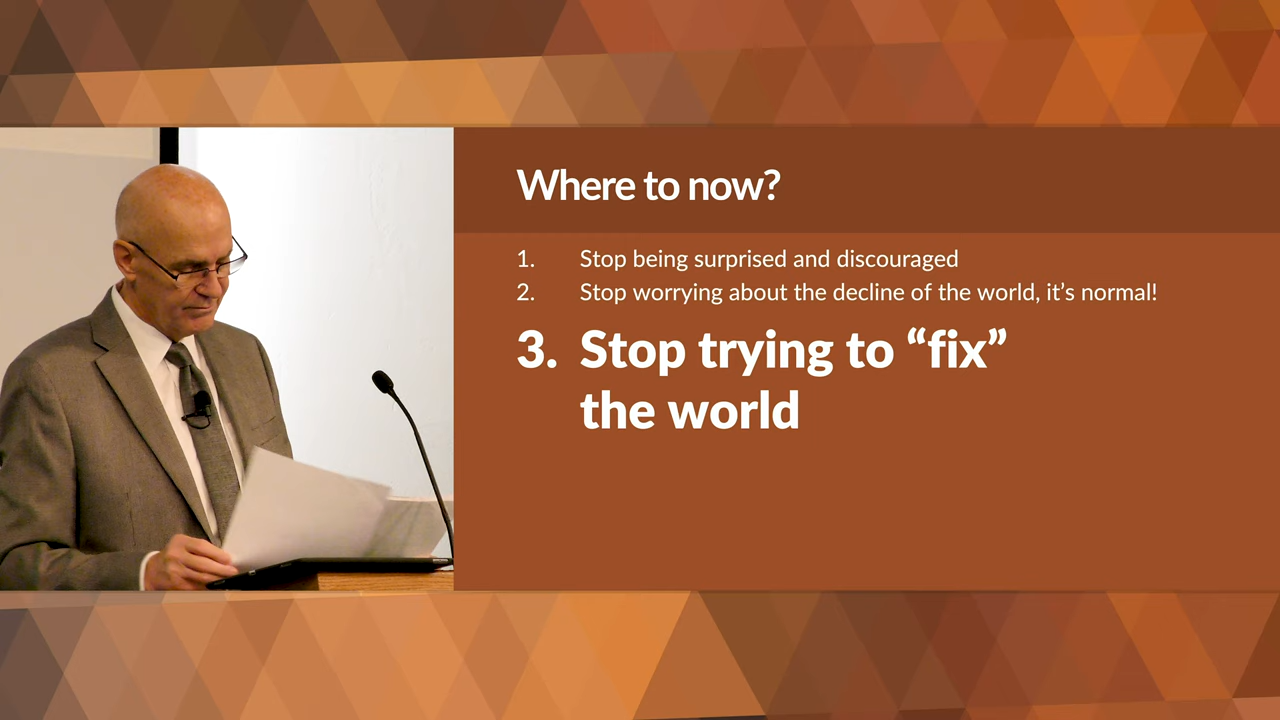 Where to now?
1. Stop being surprised and discouraged
2. Stop worrying about the decline of the world, it’s normal!
3. Stop trying to “fix”
the world